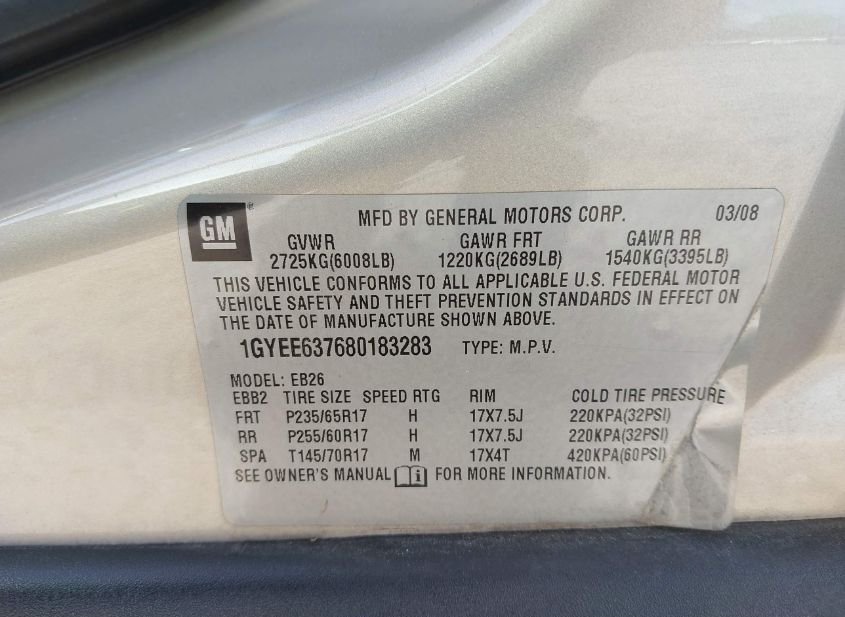 GM® MFD BY GENERAL MOTORS CORP. 03/08
GVWR GAWR FRT GAWR RR
2725KG(6008LB) 1220KG(2689LB) 1540KG(3395LB)
THIS VEHICLE CONFORMS TO ALL APPLICABLE U.S. FEDERAL MOTOR
VEHICLE SAFETY AND THEFT PREVENTION STANDARDS IN EFFECT ON
THE DATE OF MANUFACTURE SHOWN ABOVE.
1GYEE637680183283 TYPE: M.P.V.
MODEL: EB26
EBB2 TIRE SIZE SPEED RTG RIM COLD TIRE PRESSURE
FRT P235/65R17 H 17X7.5J 220KPA(32PSI)
RR P255/60R17 H 17X7.5J 220KPA(32PSI)
SPA T145/70R17 M 17X4T 420KPA(60PSI)
SEE OWNER'S MANUAL FOR MORE INFORMATION.